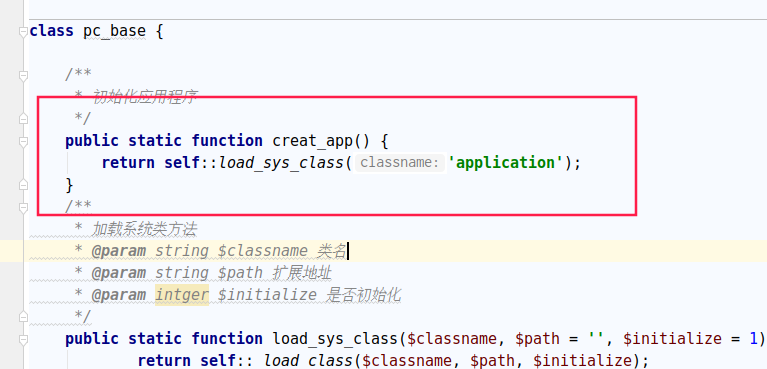 class pc_base {
/**
* 初始化应用程序
*/
public static function creat_app() {
return self::load_sys_class( classname: 'application');
}
/**
* 加载系统类方法
* @param string $classname 类名
* @param string $path 扩展地址
* @param intger $initialize 是否初始化
*/
public static function load_sys_class($classname, $path = '', $initialize = 1)
return self::_load_class($classname, $path, $initialize);